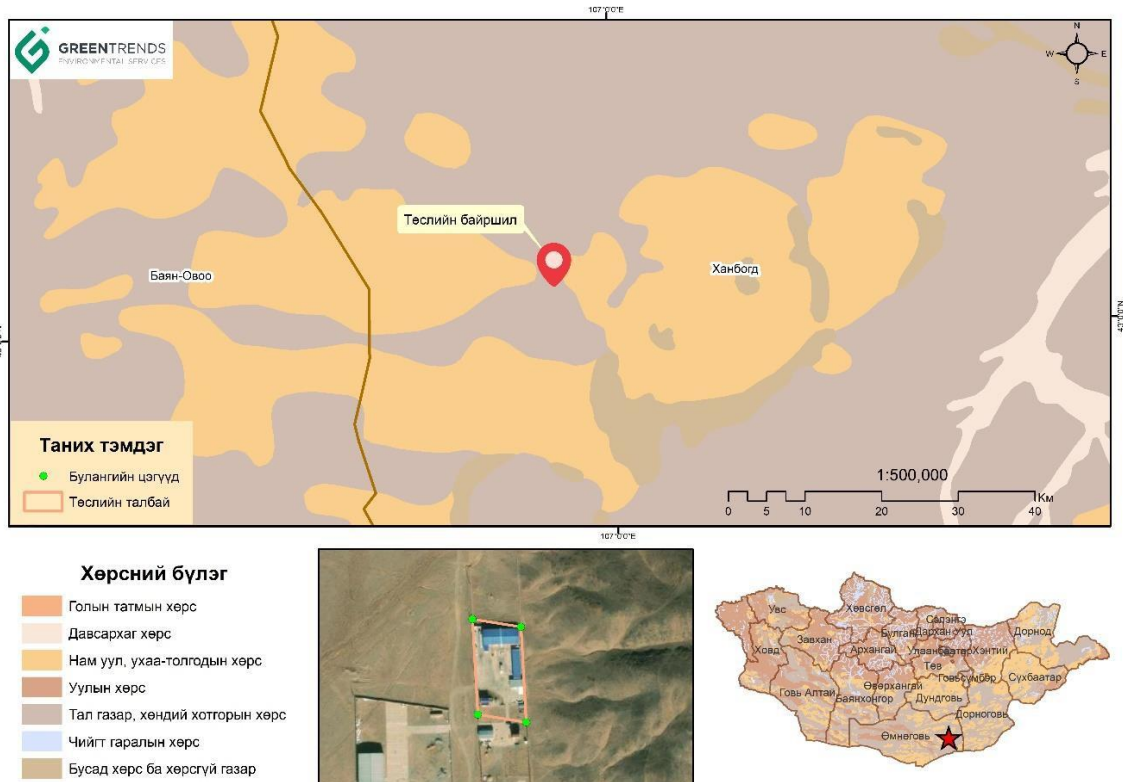 107°0'0"E
GREENTRENDS
ENVIRONMENTAL SERVICES
N
W E
S
Төслийн байршил
Баян-Овоо
Ханбогд
43°0'0"N
Таних тэмдэг
Булангийн цэгүүд
Төслийн талбай
1:500,000
Км
0 5 10 20 30 40
107°0'0"E
Хөрсний бүлэг
Голын татмын хөрс
Давсархаг хөрс
Нам уул, ухаа-толгодын хөрс
Уулын хөрс
Тал газар, хөндий хотгорын хөрс
Чийгт гаралын хөрс
Бусад хөрс ба хөрсгүй газар
Увс
Хөвсгөл
Сэлэнгэ
Дорнод
Завхан
Булган
Дархан-Уул
Ховд
Архангай
Улаанбаатар
Хэнтий
Төв
Говьсүмбэр
Сүхбаатар
Говь Алтай
Өвөрхангай
Баянхонгор
Дундговь
Дорноговь
Өмнөговь